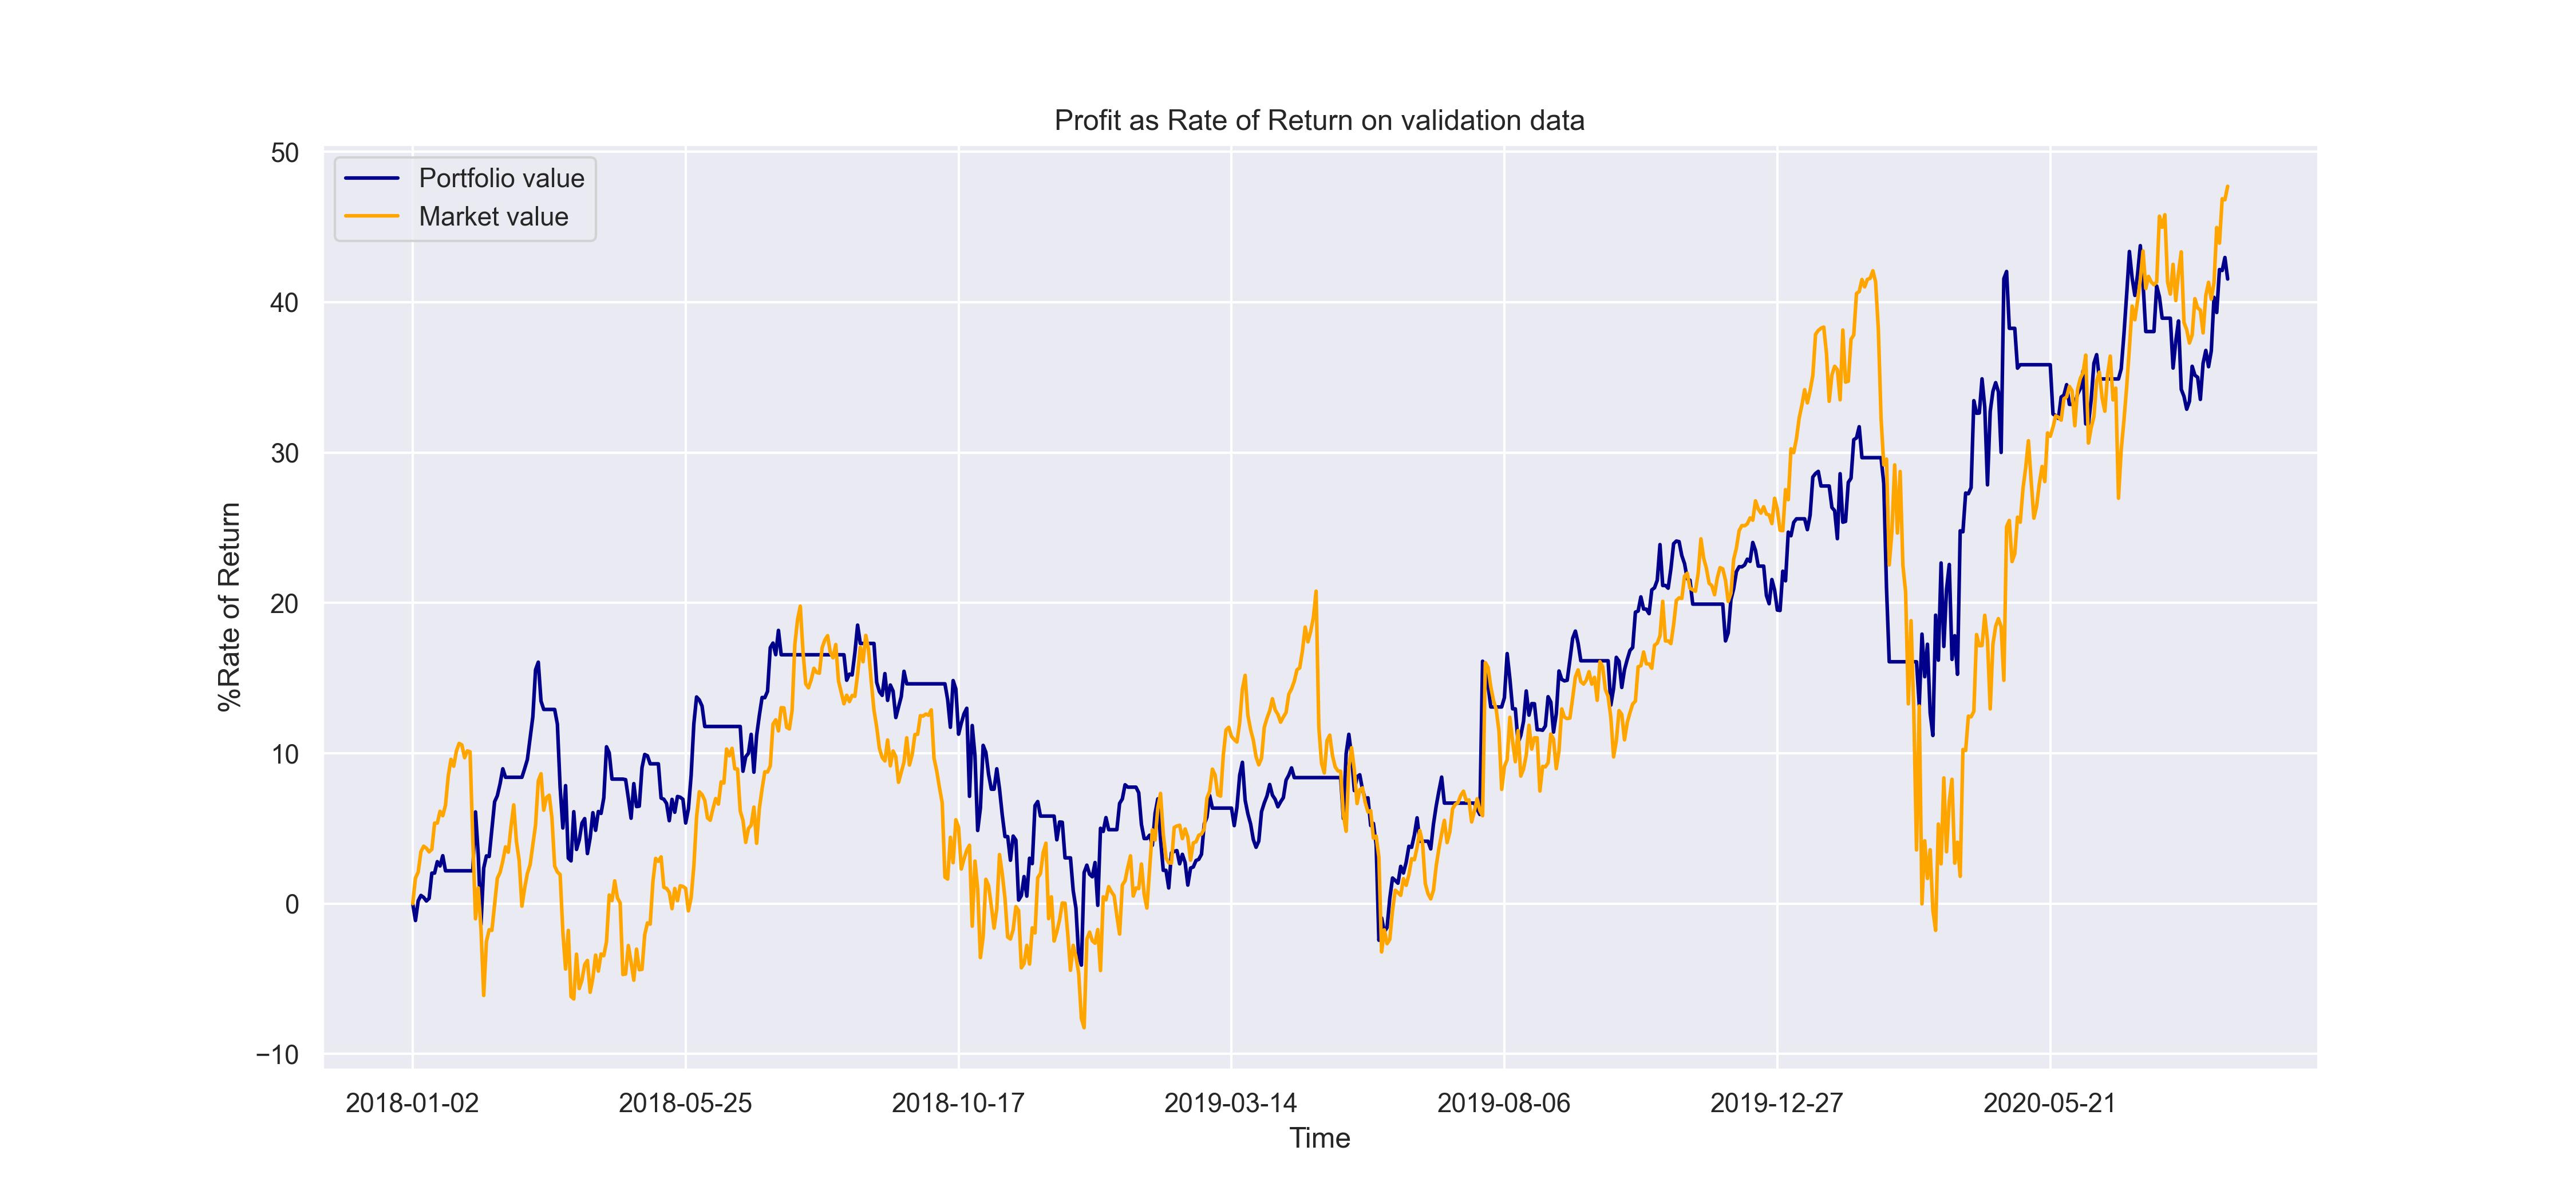 Profit as Rate of Return on validation data
Portfolio value
Market value
%Rate of Return
50
40
30
20
10
0
−10
2018-01-02 2018-05-25 2018-10-17 2019-03-14 2019-08-06 2019-12-27 2020-05-21
Time